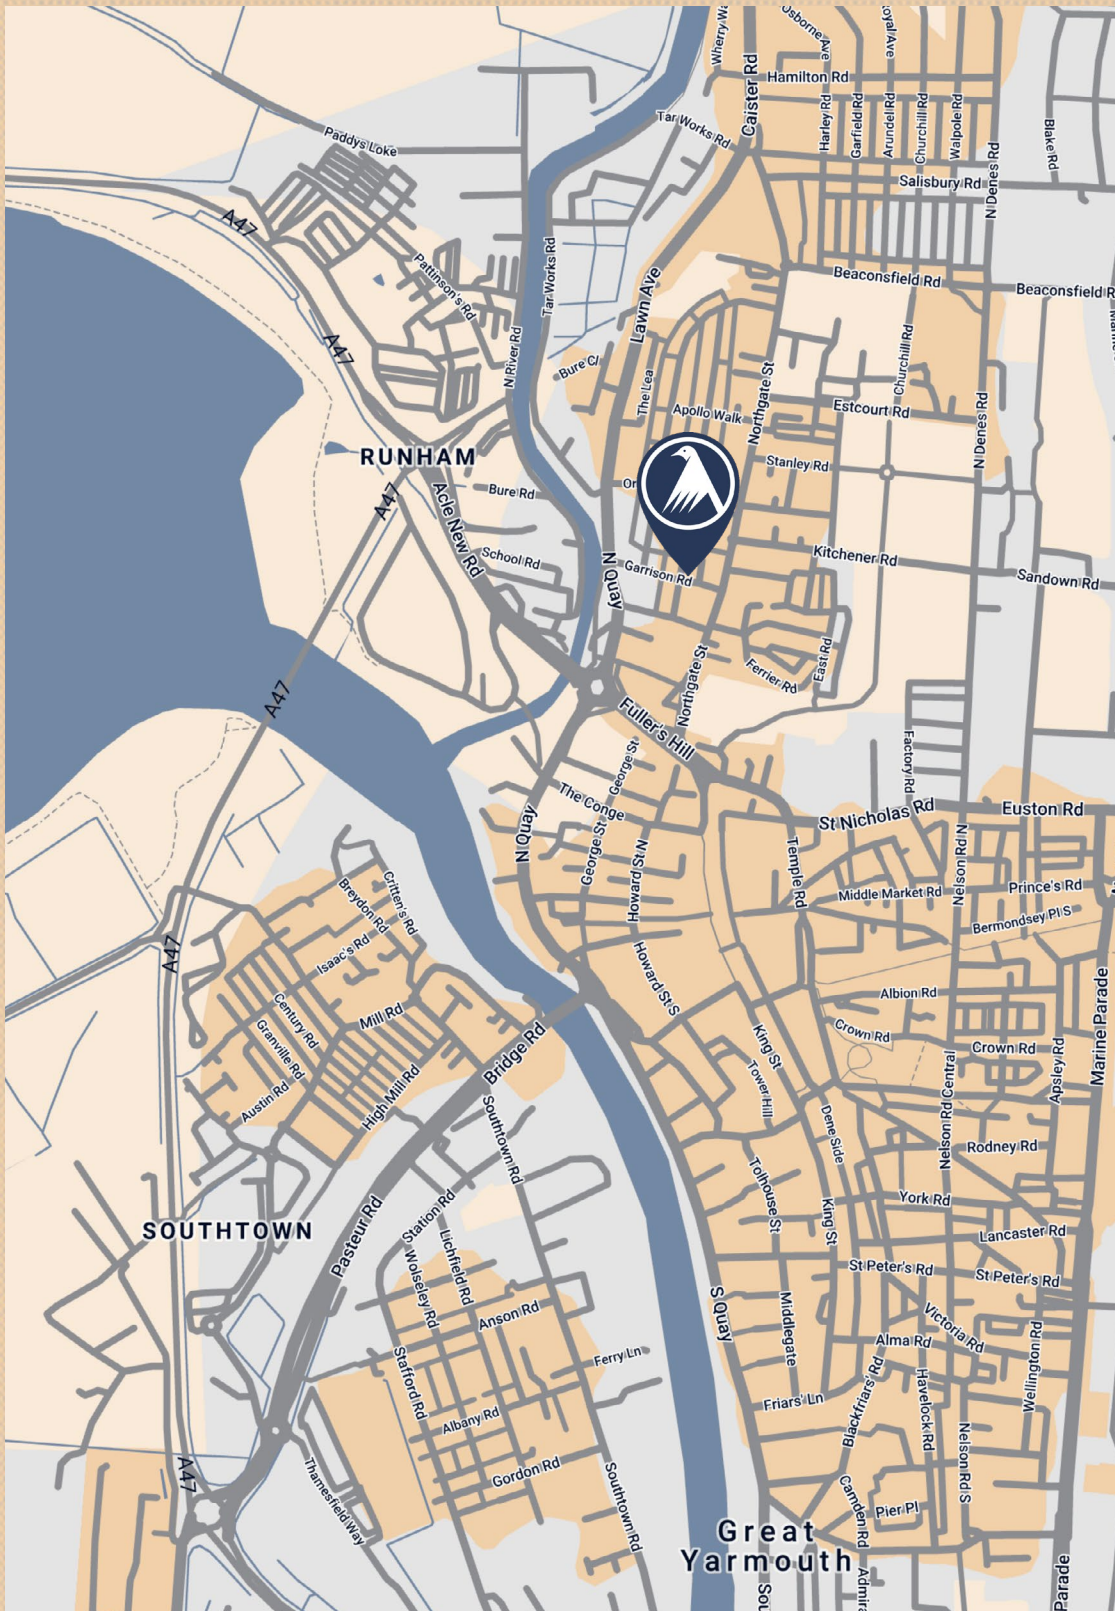 Wherry Wa
Osborne Ave
Royal Ave
Caister Rd
Hamilton Rd
Harley Rd
Garfield Rd
Arundel Rd
Churchill Rd
Walpole Rd
Blake Rd
Tar Works Rd
Paddys Loke
N Denes Rd
Salisbury Rd
A47
Pattinson's Rd
Tar Works Rd
Lawn Ave
Beaconsfield Rd
Beaconsfield R
A47
N River Rd
Bure Cl
The Lea
Northgate St
Churchill Rd
Apollo Walk
Estcourt Rd
N Denes Rd
RUNHAM
Stanley Rd
A47
Acle New Rd
Bure Rd
Or
School Rd
N Quay
Garrison Rd
Kitchener Rd
Sandown Rd
Northgate St
Ferrier Rd
East Rd
A47
Fuller's Hill
George St
Factory Rd
The Conge
N Quay
George St
Howard St N
St Nicholas Rd
Euston Rd
Temple Rd
Nelson Rd N
Middle Market Rd
Prince's Rd
Bermondsey Pl S
Breydon Rd
Critten's Rd
Isaac's Rd
A47
Howard St S
Albion Rd
Marine Parade
Century Rd
Mill Rd
Granville Rd
Crown Rd
Crown Rd
King St
Bridge Rd
Austin Rd
High Mill Rd
Tower Hill
Nelson Rd Central
Apsley Rd
Southtown Rd
Dene Side
Rodney Rd
Tolhouse St
York Rd
SOUTHTOWN
Pasteur Rd
Station Rd
King St
Lancaster Rd
Lichfield Rd
Wolseley Rd
St Peter's Rd
St Peter's Rd
S Quay
Middlegate
Anson Rd
Victoria Rd
Alma Rd
Wellington Rd
Ferry Ln
Stafford Rd
Blackfriars' Rd
Havelock Rd
Friars' Ln
Albany Rd
Nelson Rd S
A47
Gordon Rd
Thamesfield Way
Southtown Rd
Camden Rd
Pier Pl
Great
Yarmouth
Sou
Admira
Parade